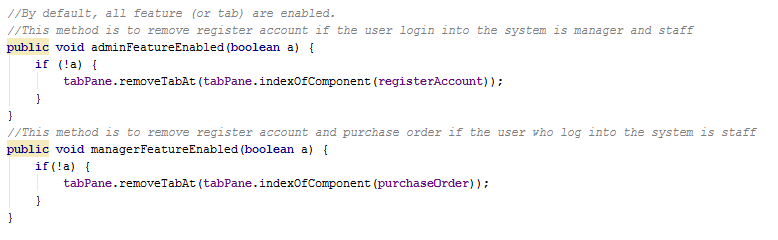 //By default, all feature (or tab) are enabled.
//This method is to remove register account if the user login into the system is manager and staff
public void adminFeatureEnabled(boolean a) {
    if (!a) {
        tabPane.removeTabAt(tabPane.indexOfComponent(registerAccount));
    }
}
//This method is to remove register account and purchase order if the user who log into the system is staff
public void managerFeatureEnabled(boolean a) {
    if(!a) {
        tabPane.removeTabAt(tabPane.indexOfComponent(purchaseOrder));
    }
}